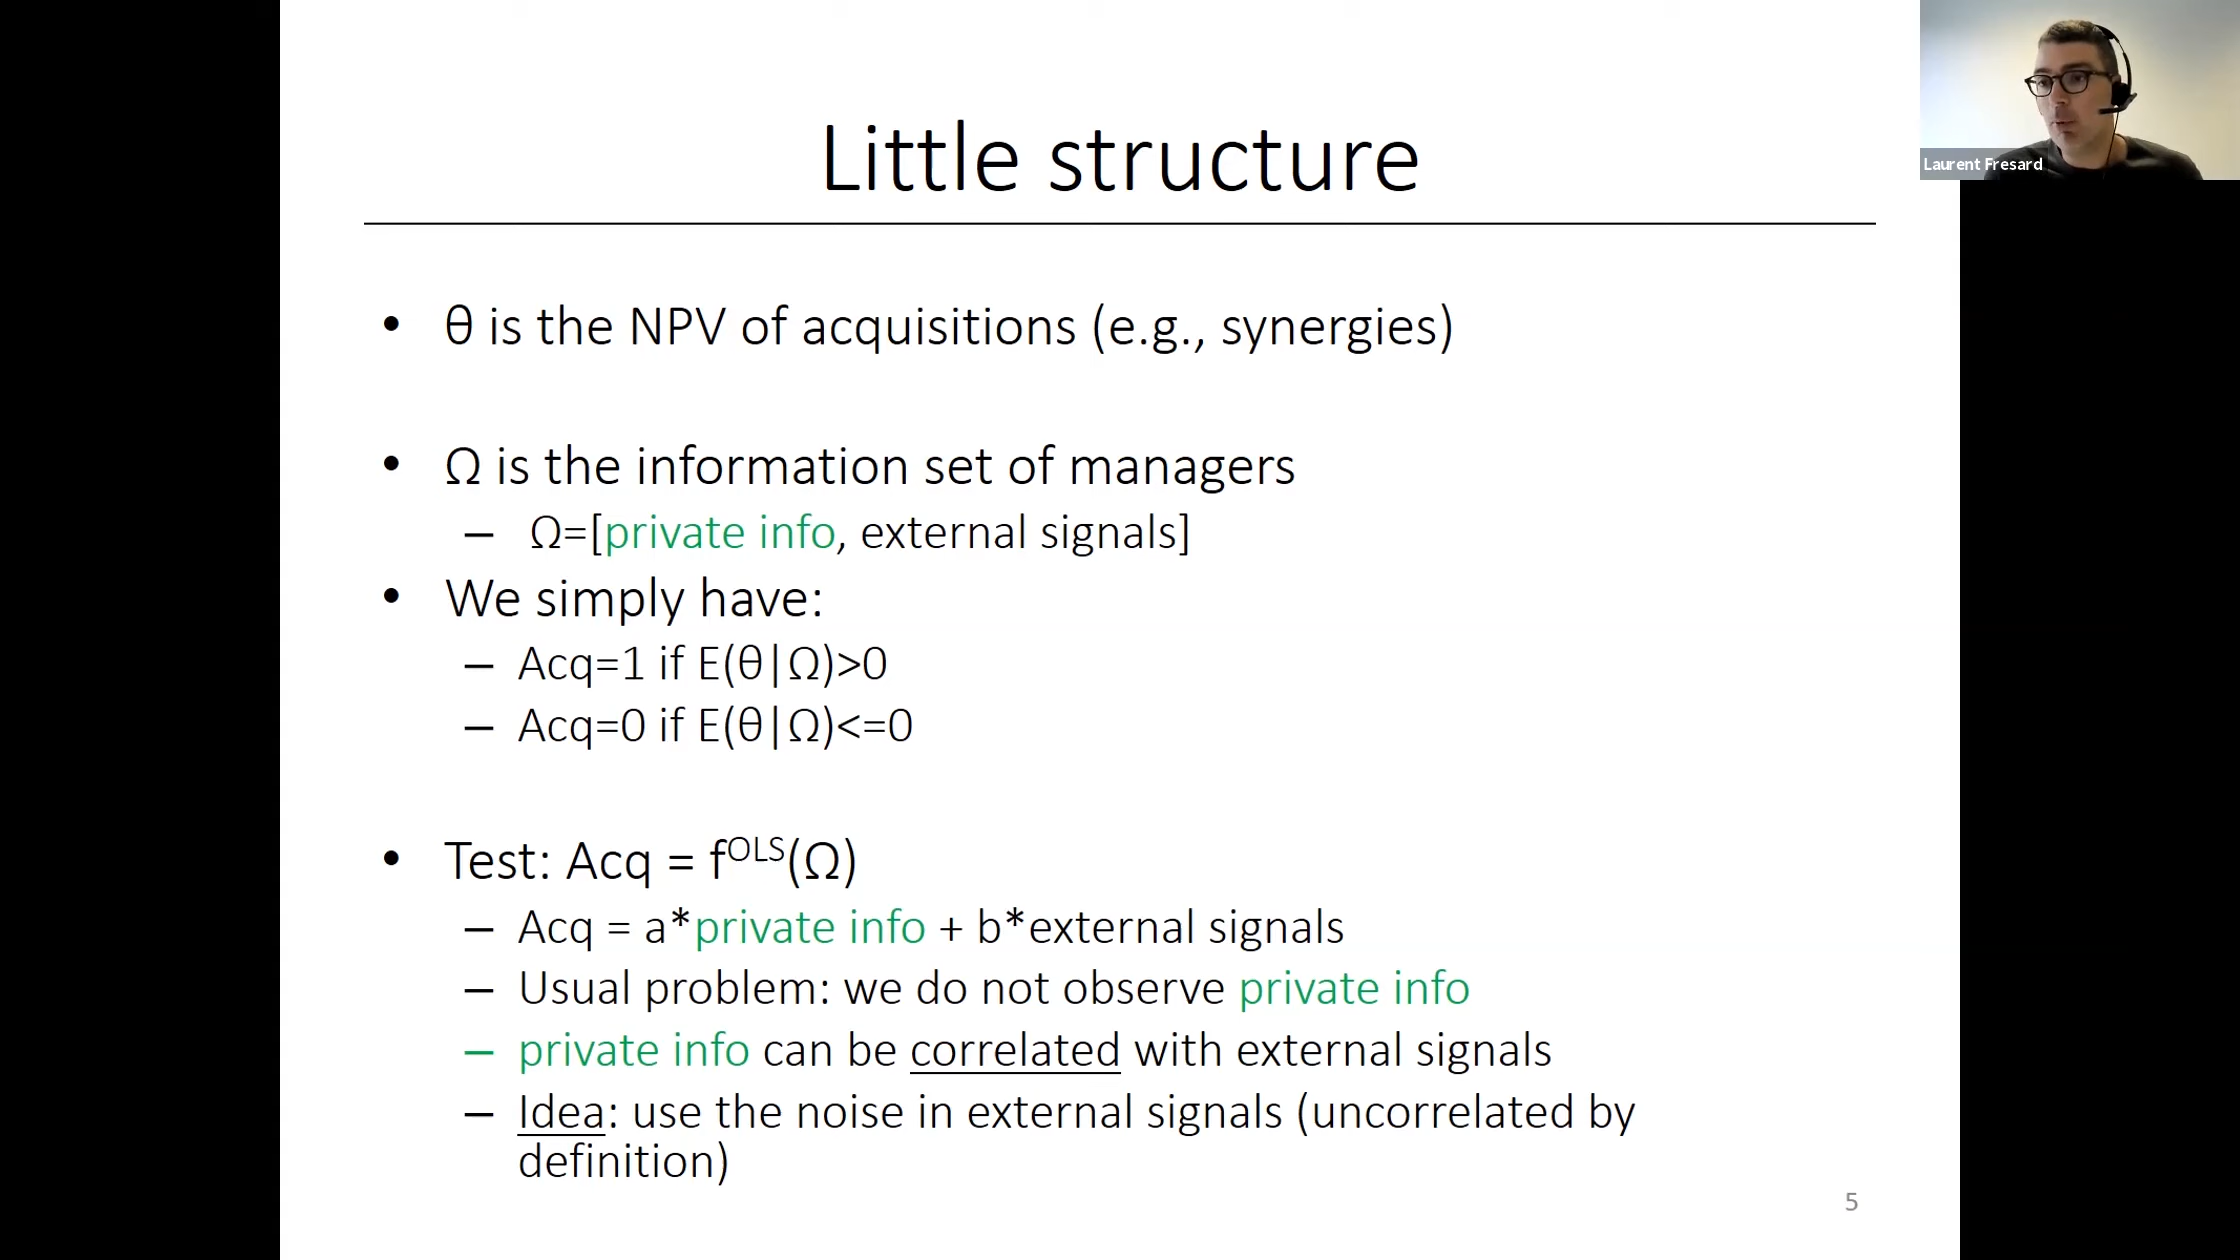 Little structure
Laurent Fresard
• θ is the NPV of acquisitions (e.g., synergies)
• Ω is the information set of managers
– Ω=[private info, external signals]
• We simply have:
– Acq=1 if E(θ|Ω)>0
– Acq=0 if E(θ|Ω)<=0
• Test: Acq = f^OLS(Ω)
– Acq = a*private info + b*external signals
– Usual problem: we do not observe private info
– private info can be correlated with external signals
– Idea: use the noise in external signals (uncorrelated by
definition)
5